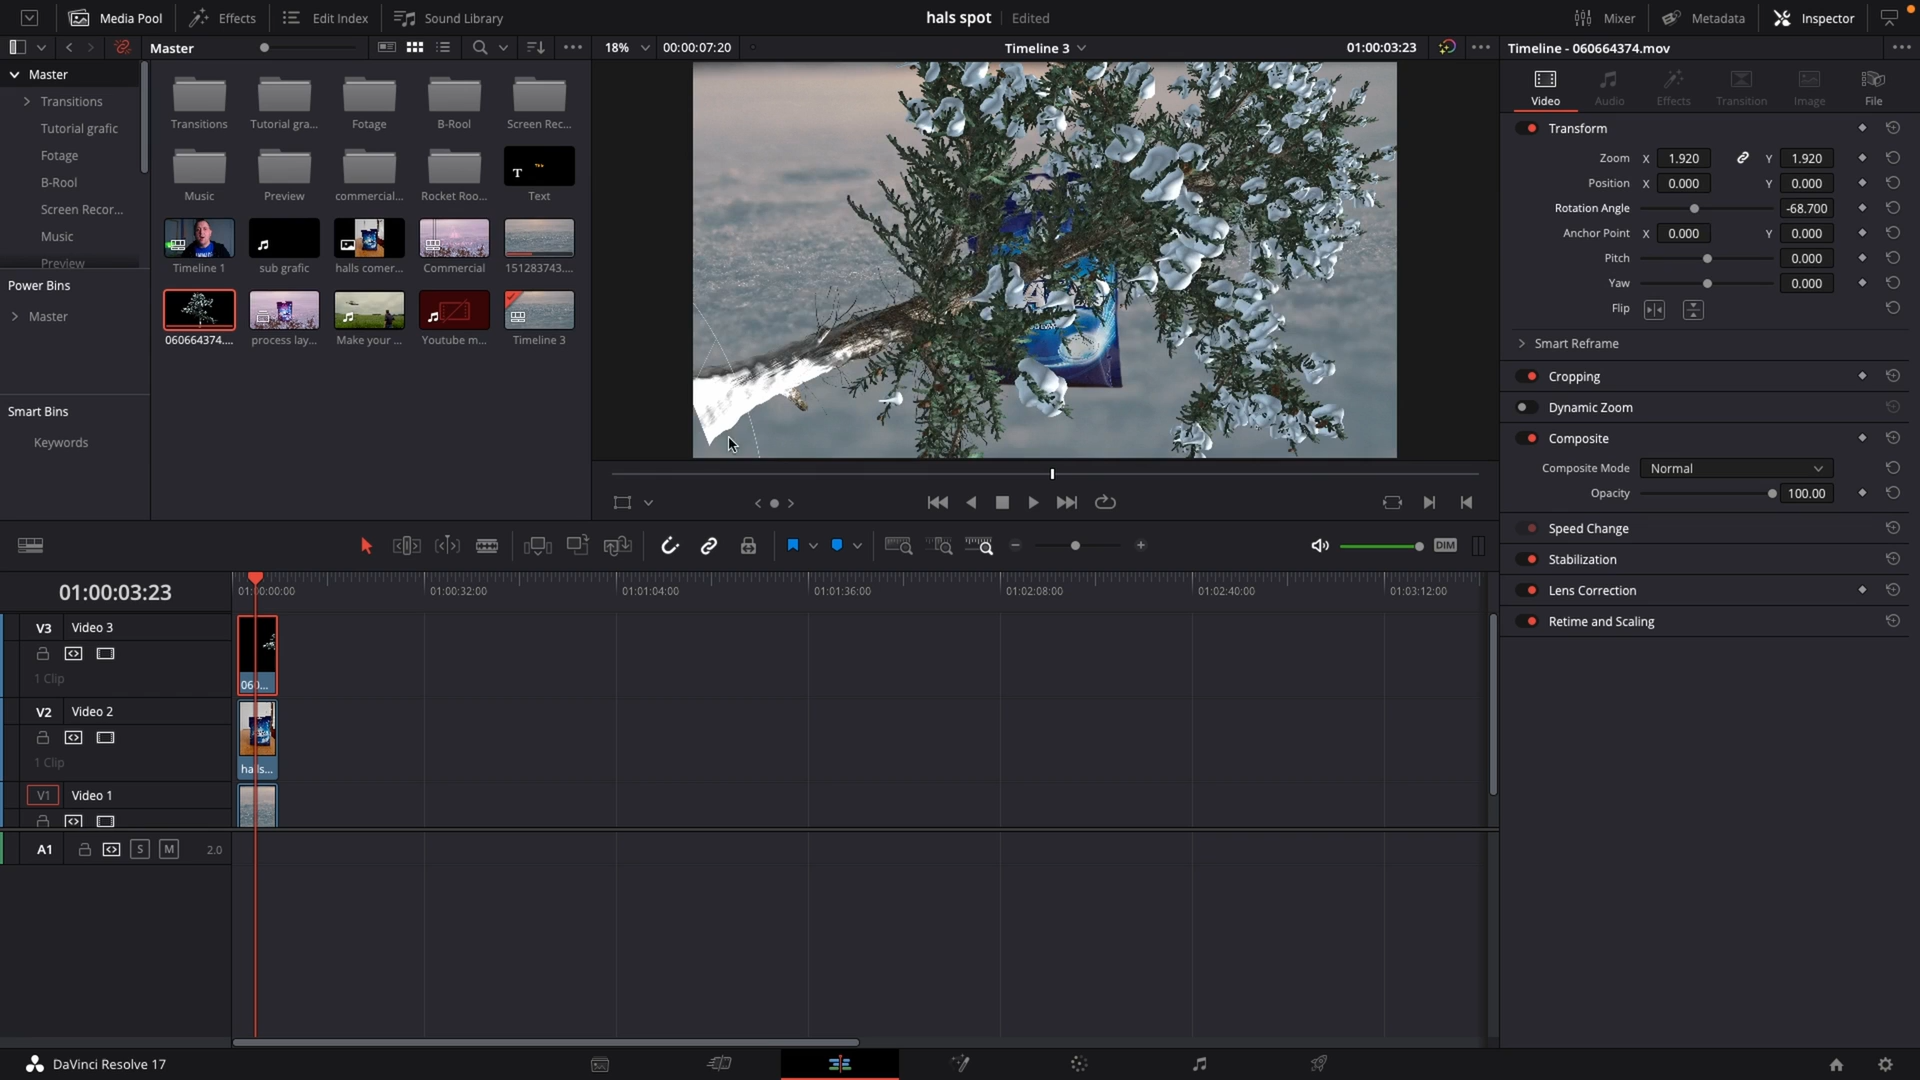 Media Pool
Effects
Edit Index
Sound Library
hals spot
Edited
Mixer
Metadata
Inspector
Master
18%
00:00:07:20
Timeline 3
01:00:03:23
Timeline - 060664374.mov
Master
Transitions
Tutorial grafic
Fotage
B-Rool
Screen Recor...
Music
Preview
Power Bins
Master
Smart Bins
Keywords
Transitions
Tutorial gra...
Fotage
B-Rool
Screen Rec...
Music
Preview
commercial...
Rocket Roo...
Text
Timeline 1
sub grafic
halls comer...
Commercial
151283743....
060664374....
process lay...
Make your ...
Youtube m...
Timeline 3
Video
Audio
Effects
Transition
Image
File
Transform
Zoom X 1.920 Y 1.920
Position X 0.000 Y 0.000
Rotation Angle -68.700
Anchor Point X 0.000 Y 0.000
Pitch 0.000
Yaw 0.000
Flip
Smart Reframe
Cropping
Dynamic Zoom
Composite
Composite Mode Normal
Opacity 100.00
Speed Change
Stabilization
Lens Correction
Retime and Scaling
DIM
01:00:03:23
01:00:00:00
01:00:32:00
01:01:04:00
01:01:36:00
01:02:08:00
01:02:40:00
01:03:12:00
V3 Video 3
1 Clip
060...
V2 Video 2
1 Clip
halls...
V1 Video 1
A1 S M 2.0
DaVinci Resolve 17